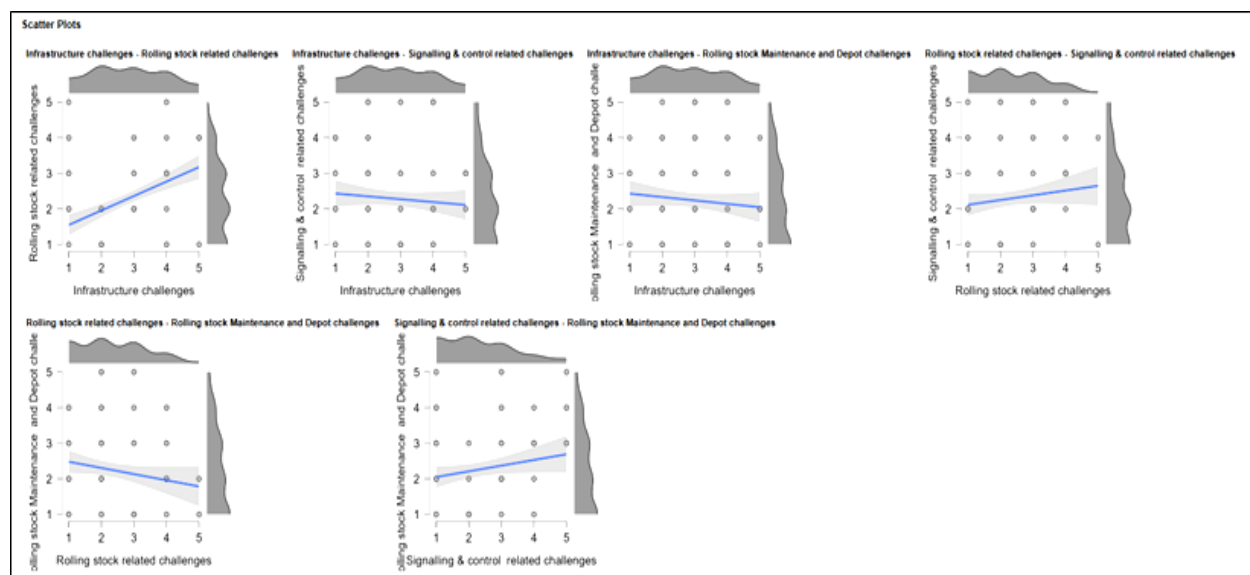 Scatter Plots
Infrastructure challenges - Rolling stock related challenges
Rolling stock related challenges
5
4
3
2
1
1 2 3 4 5
Infrastructure challenges
Infrastructure challenges - Signalling & control related challenges
Signalling & control related challenges
5
4
3
2
1
1 2 3 4 5
Infrastructure challenges
Infrastructure challenges - Rolling stock Maintenance and Depot challenges
olling stock Maintenance and Depot challe
5
4
3
2
1
1 2 3 4 5
Infrastructure challenges
Rolling stock related challenges - Signalling & control related challenges
Signalling & control related challenges
5
4
3
2
1
1 2 3 4 5
Rolling stock related challenges
Rolling stock related challenges - Rolling stock Maintenance and Depot challenges
olling stock Maintenance and Depot challe
5
4
3
2
1
1 2 3 4 5
Rolling stock related challenges
Signalling & control related challenges - Rolling stock Maintenance and Depot challenges
olling stock Maintenance and Depot challe
5
4
3
2
1
1 2 3 4 5
Signalling & control related challenges